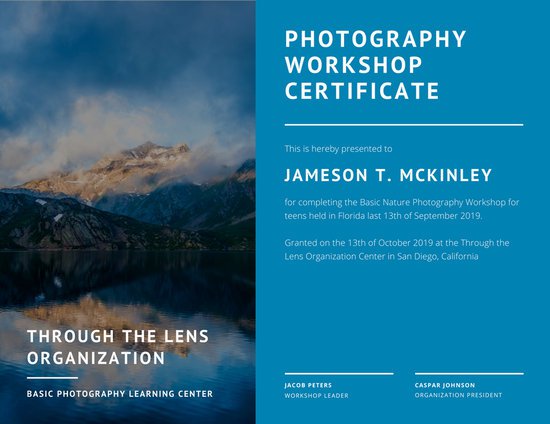 PHOTOGRAPHY
WORKSHOP
CERTIFICATE
This is hereby presented to
JAMESON T. MCKINLEY
for completing the Basic Nature Photography Workshop for
teens held in Florida last 13th of September 2019.
Granted on the 13th of October 2019 at the Through the
Lens Organization Center in San Diego, California
THROUGH THE LENS
ORGANIZATION
BASIC PHOTOGRAPHY LEARNING CENTER
JACOB PETERS
WORKSHOP LEADER
CASPAR JOHNSON
ORGANIZATION PRESIDENT